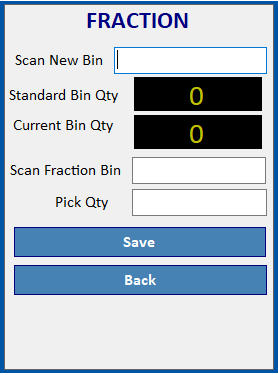 FRACTION
Scan New Bin
Standard Bin Qty 0
Current Bin Qty 0
Scan Fraction Bin
Pick Qty
Save
Back